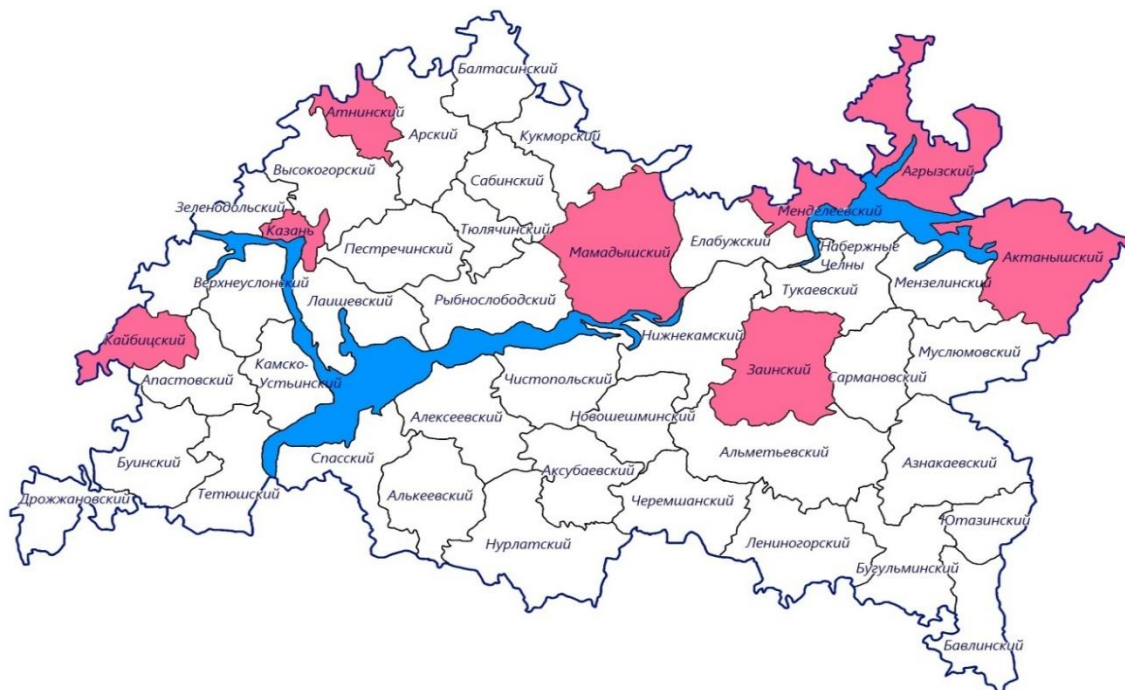 Балтасинский
Атнинский
Арский
Кукморский
Высокогорский
Сабинский
Агрызский
Зеленодольский
Казань
Тюлячинский
Менделеевский
Пестречинский
Мамадышский
Елабужский
Набержные
Челны
Актанышский
Верхнеуслонский
Лаишевский
Рыбнослободский
Тукаевский
Мензелинский
Кайбицский
Нижнекамский
Камско-
Устьинский
Апастовский
Чистопольский
Заинский
Сармановский
Муслюмовский
Алексеевский
Новошешминский
Буинский
Спасский
Альметьевский
Азнакаевский
Аксубаевский
Дрожжановский
Тетюшский
Алькеевский
Черемшанский
Ютазинский
Нурлатский
Лениногорский
Бугульминский
Бавлинский